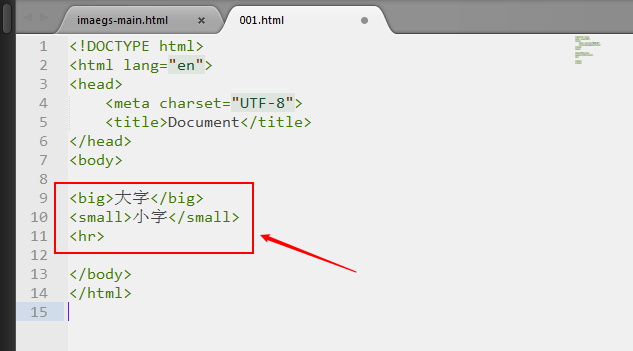 imaegs-main.html × 001.html
1 <!DOCTYPE html>
2 <html lang="en">
3 <head>
4     <meta charset="UTF-8">
5     <title>Document</title>
6 </head>
7 <body>
8
9 <big>大字</big>
10 <small>小字</small>
11 <hr>
12
13 </body>
14 </html>
15